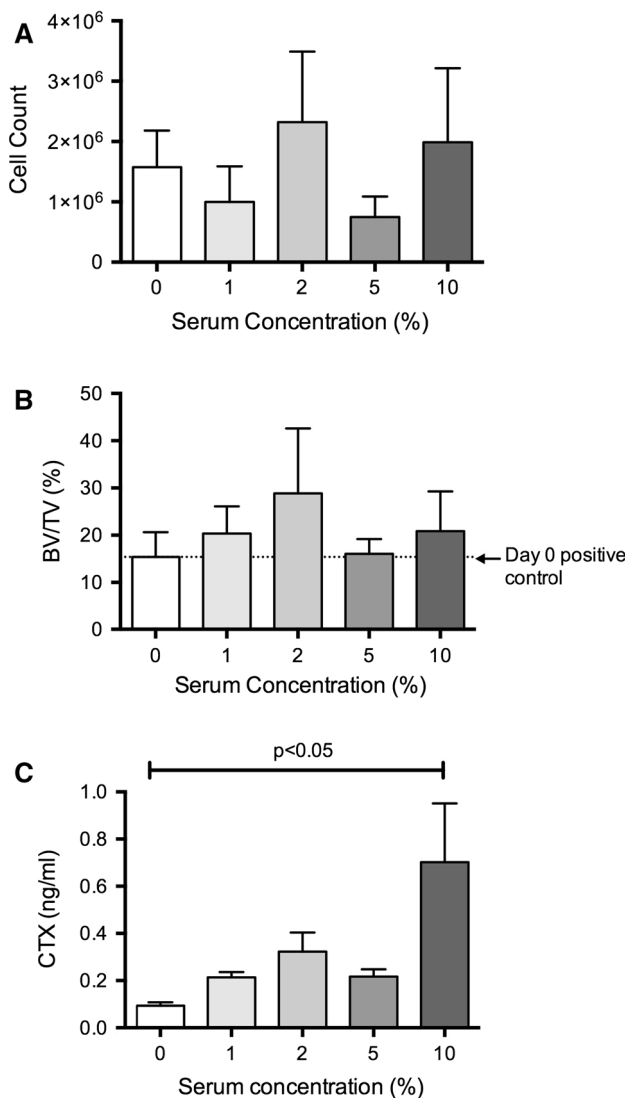 A
4×10⁶
3×10⁶
2×10⁶
1×10⁶
0
Cell Count
0 1 2 5 10
Serum Concentration (%)
B
50
40
30
20
10
0
BV/TV (%)
Day 0 positive
control
0 1 2 5 10
Serum Concentration (%)
C
p<0.05
1.0
0.8
0.6
0.4
0.2
0.0
CTX (ng/ml)
0 1 2 5 10
Serum concentration (%)